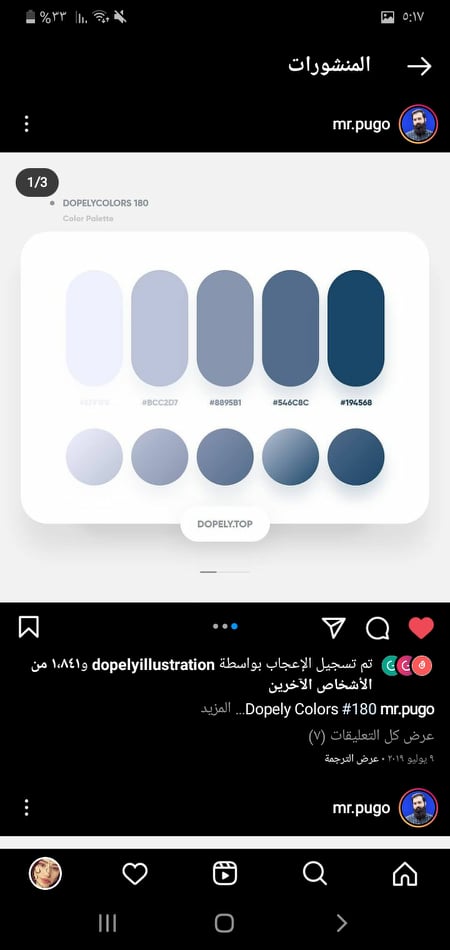 ٥:١٧
%٣٣
المنشورات
mr.pugo
1/3
DOPELYCOLORS 180
Color Palette
#BCC2D7
#8895B1
#546C8C
#194568
DOPELY.TOP
تم تسجيل الإعجاب بواسطة dopelyillustration و١،٨٤١ من
الأشخاص الآخرين
mr.pugo Dopely Colors #180... المزيد
عرض كل التعليقات (٧)
٩ يوليو ٢٠١٩ • عرض الترجمة
mr.pugo